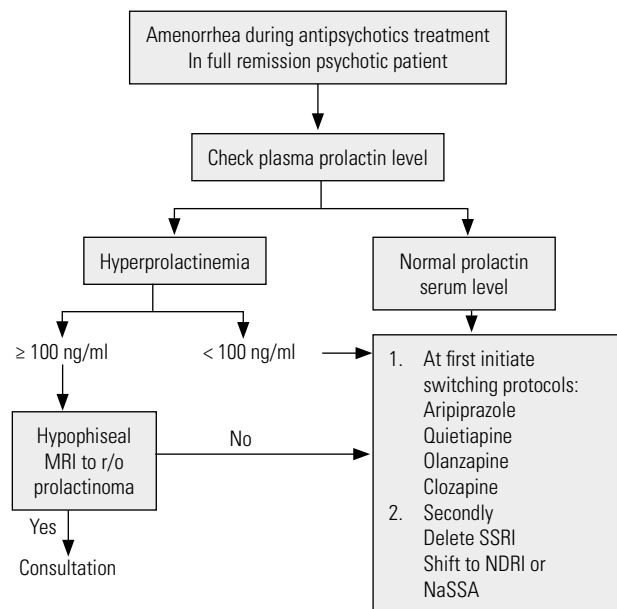 Amenorrhea during antipsychotics treatment
In full remission psychotic patient
Check plasma prolactin level
Hyperprolactinemia
Normal prolactin
serum level
≥ 100 ng/ml
< 100 ng/ml
Hypophiseal
MRI to r/o
prolactinoma
No
Yes
Consultation
1. At first initiate
switching protocols:
Aripiprazole
Quietiapine
Olanzapine
Clozapine
2. Secondly
Delete SSRI
Shift to NDRI or
NaSSA